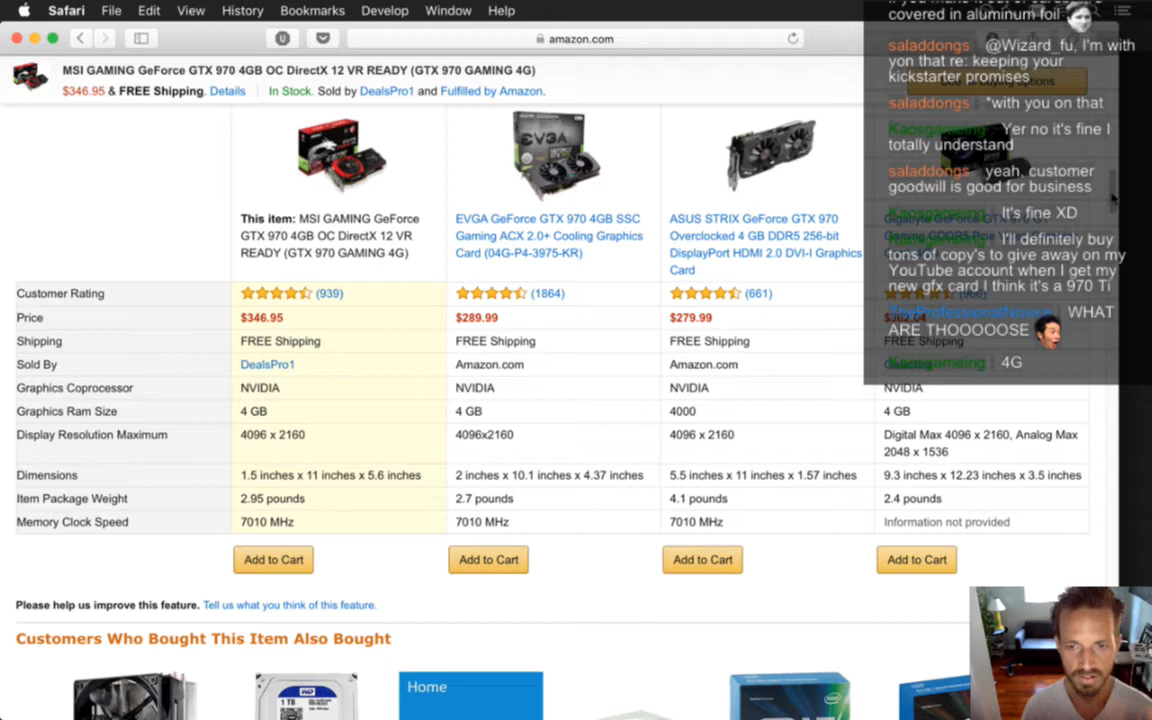 Safari File Edit View History Bookmarks Develop Window Help
amazon.com
MSI GAMING GeForce GTX 970 4GB OC DirectX 12 VR READY (GTX 970 GAMING 4G)
$346.95 & FREE Shipping. Details In Stock. Sold by DealsPro1 and Fulfilled by Amazon.
This item: MSI GAMING GeForce
GTX 970 4GB OC DirectX 12 VR
READY (GTX 970 GAMING 4G)
EVGA GeForce GTX 970 4GB SSC
Gaming ACX 2.0+ Cooling Graphics
Card (04G-P4-3975-KR)
ASUS STRIX GeForce GTX 970
Overclocked 4 GB DDR5 256-bit
DisplayPort HDMI 2.0 DVI-I Graphics
Card
Customer Rating (939) (1864) (661)
Price $346.95 $289.99 $279.99
Shipping FREE Shipping FREE Shipping FREE Shipping FREE Shipping
Sold By DealsPro1 Amazon.com Amazon.com
Graphics Coprocessor NVIDIA NVIDIA NVIDIA NVIDIA
Graphics Ram Size 4 GB 4 GB 4000 4 GB
Display Resolution Maximum 4096 x 2160 4096x2160 4096 x 2160 Digital Max 4096 x 2160, Analog Max
2048 x 1536
Dimensions 1.5 inches x 11 inches x 5.6 inches 2 inches x 10.1 inches x 4.37 inches 5.5 inches x 11 inches x 1.57 inches 9.3 inches x 12.23 inches x 3.5 inches
Item Package Weight 2.95 pounds 2.7 pounds 4.1 pounds 2.4 pounds
Memory Clock Speed 7010 MHz 7010 MHz 7010 MHz Information not provided
Add to Cart Add to Cart Add to Cart Add to Cart
Please help us improve this feature. Tell us what you think of this feature.
Customers Who Bought This Item Also Bought
WD
1 TB
Home
covered in aluminum foil
saladdongs @Wizard_fu, I'm with
yon that re: keeping your
kickstarter promises
saladdongs *with you on that
Kaosgameing Yer no it's fine I
totally understand
saladdongs yeah, customer
goodwill is good for business
Kaosgameing It's fine XD
Kaosgameing I'll definitely buy
tons of copy's to give away on my
YouTube account when I get my
new gfx card I think it's a 970 Ti
TheProfessionalNovice WHAT
ARE THOOOOOSE
Kaosgameing 4G